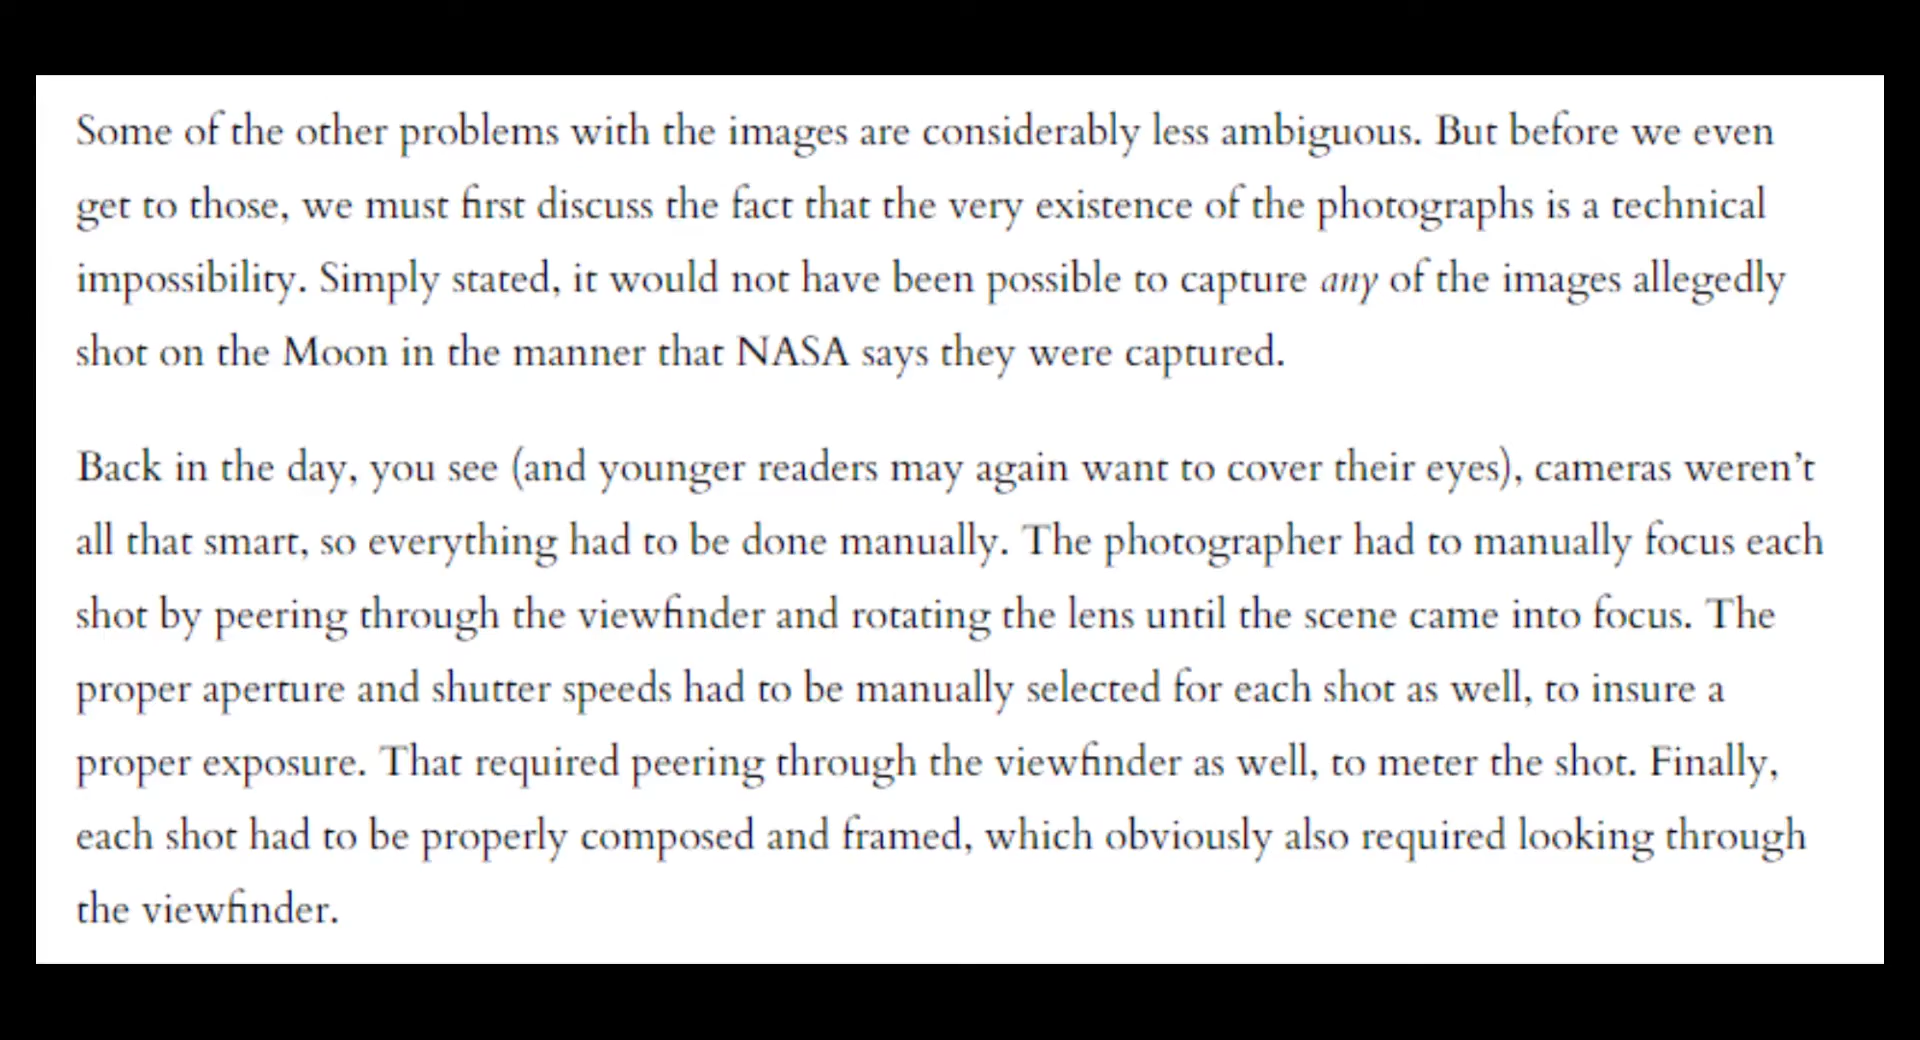 Some of the other problems with the images are considerably less ambiguous. But before we even
get to those, we must first discuss the fact that the very existence of the photographs is a technical
impossibility. Simply stated, it would not have been possible to capture any of the images allegedly
shot on the Moon in the manner that NASA says they were captured.
Back in the day, you see (and younger readers may again want to cover their eyes), cameras weren’t
all that smart, so everything had to be done manually. The photographer had to manually focus each
shot by peering through the viewfinder and rotating the lens until the scene came into focus. The
proper aperture and shutter speeds had to be manually selected for each shot as well, to insure a
proper exposure. That required peering through the viewfinder as well, to meter the shot. Finally,
each shot had to be properly composed and framed, which obviously also required looking through
the viewfinder.